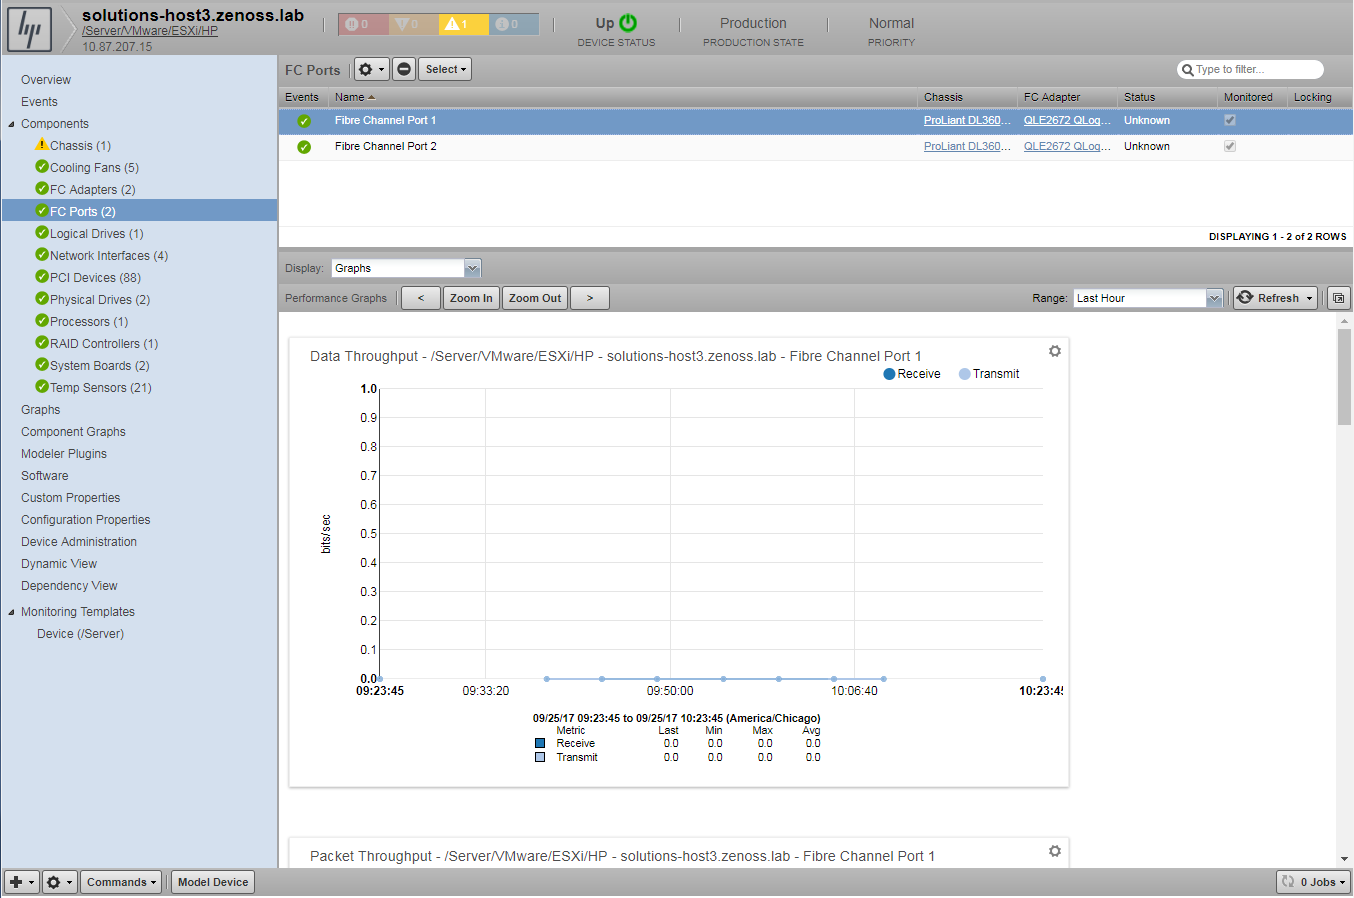 solutions-host3.zenoss.lab
/Server/VMware/ESXi/HP
10.87.207.15
0 0 1 0
Up
DEVICE STATUS
Production
PRODUCTION STATE
Normal
PRIORITY
Overview
Events
Components
Chassis (1)
Cooling Fans (5)
FC Adapters (2)
FC Ports (2)
Logical Drives (1)
Network Interfaces (4)
PCI Devices (88)
Physical Drives (2)
Processors (1)
RAID Controllers (1)
System Boards (2)
Temp Sensors (21)
Graphs
Component Graphs
Modeler Plugins
Software
Custom Properties
Configuration Properties
Device Administration
Dynamic View
Dependency View
Monitoring Templates
Device (/Server)
FC Ports Select Type to filter...
Events Name Chassis FC Adapter Status Monitored Locking
Fibre Channel Port 1 ProLiant DL360... QLE2672 QLog... Unknown
Fibre Channel Port 2 ProLiant DL360... QLE2672 QLog... Unknown
DISPLAYING 1 - 2 of 2 ROWS
Display: Graphs
Performance Graphs < Zoom In Zoom Out > Range: Last Hour Refresh
Data Throughput - /Server/VMware/ESXi/HP - solutions-host3.zenoss.lab - Fibre Channel Port 1
Receive Transmit
1.0
0.9
0.8
0.7
0.6
0.5
0.4
0.3
0.2
0.1
0.0
bits/sec
09:23:45 09:33:20 09:50:00 10:06:40 10:23:45
09/25/17 09:23:45 to 09/25/17 10:23:45 (America/Chicago)
Metric Last Min Max Avg
Receive 0.0 0.0 0.0 0.0
Transmit 0.0 0.0 0.0 0.0
Packet Throughput - /Server/VMware/ESXi/HP - solutions-host3.zenoss.lab - Fibre Channel Port 1
Commands Model Device 0 Jobs